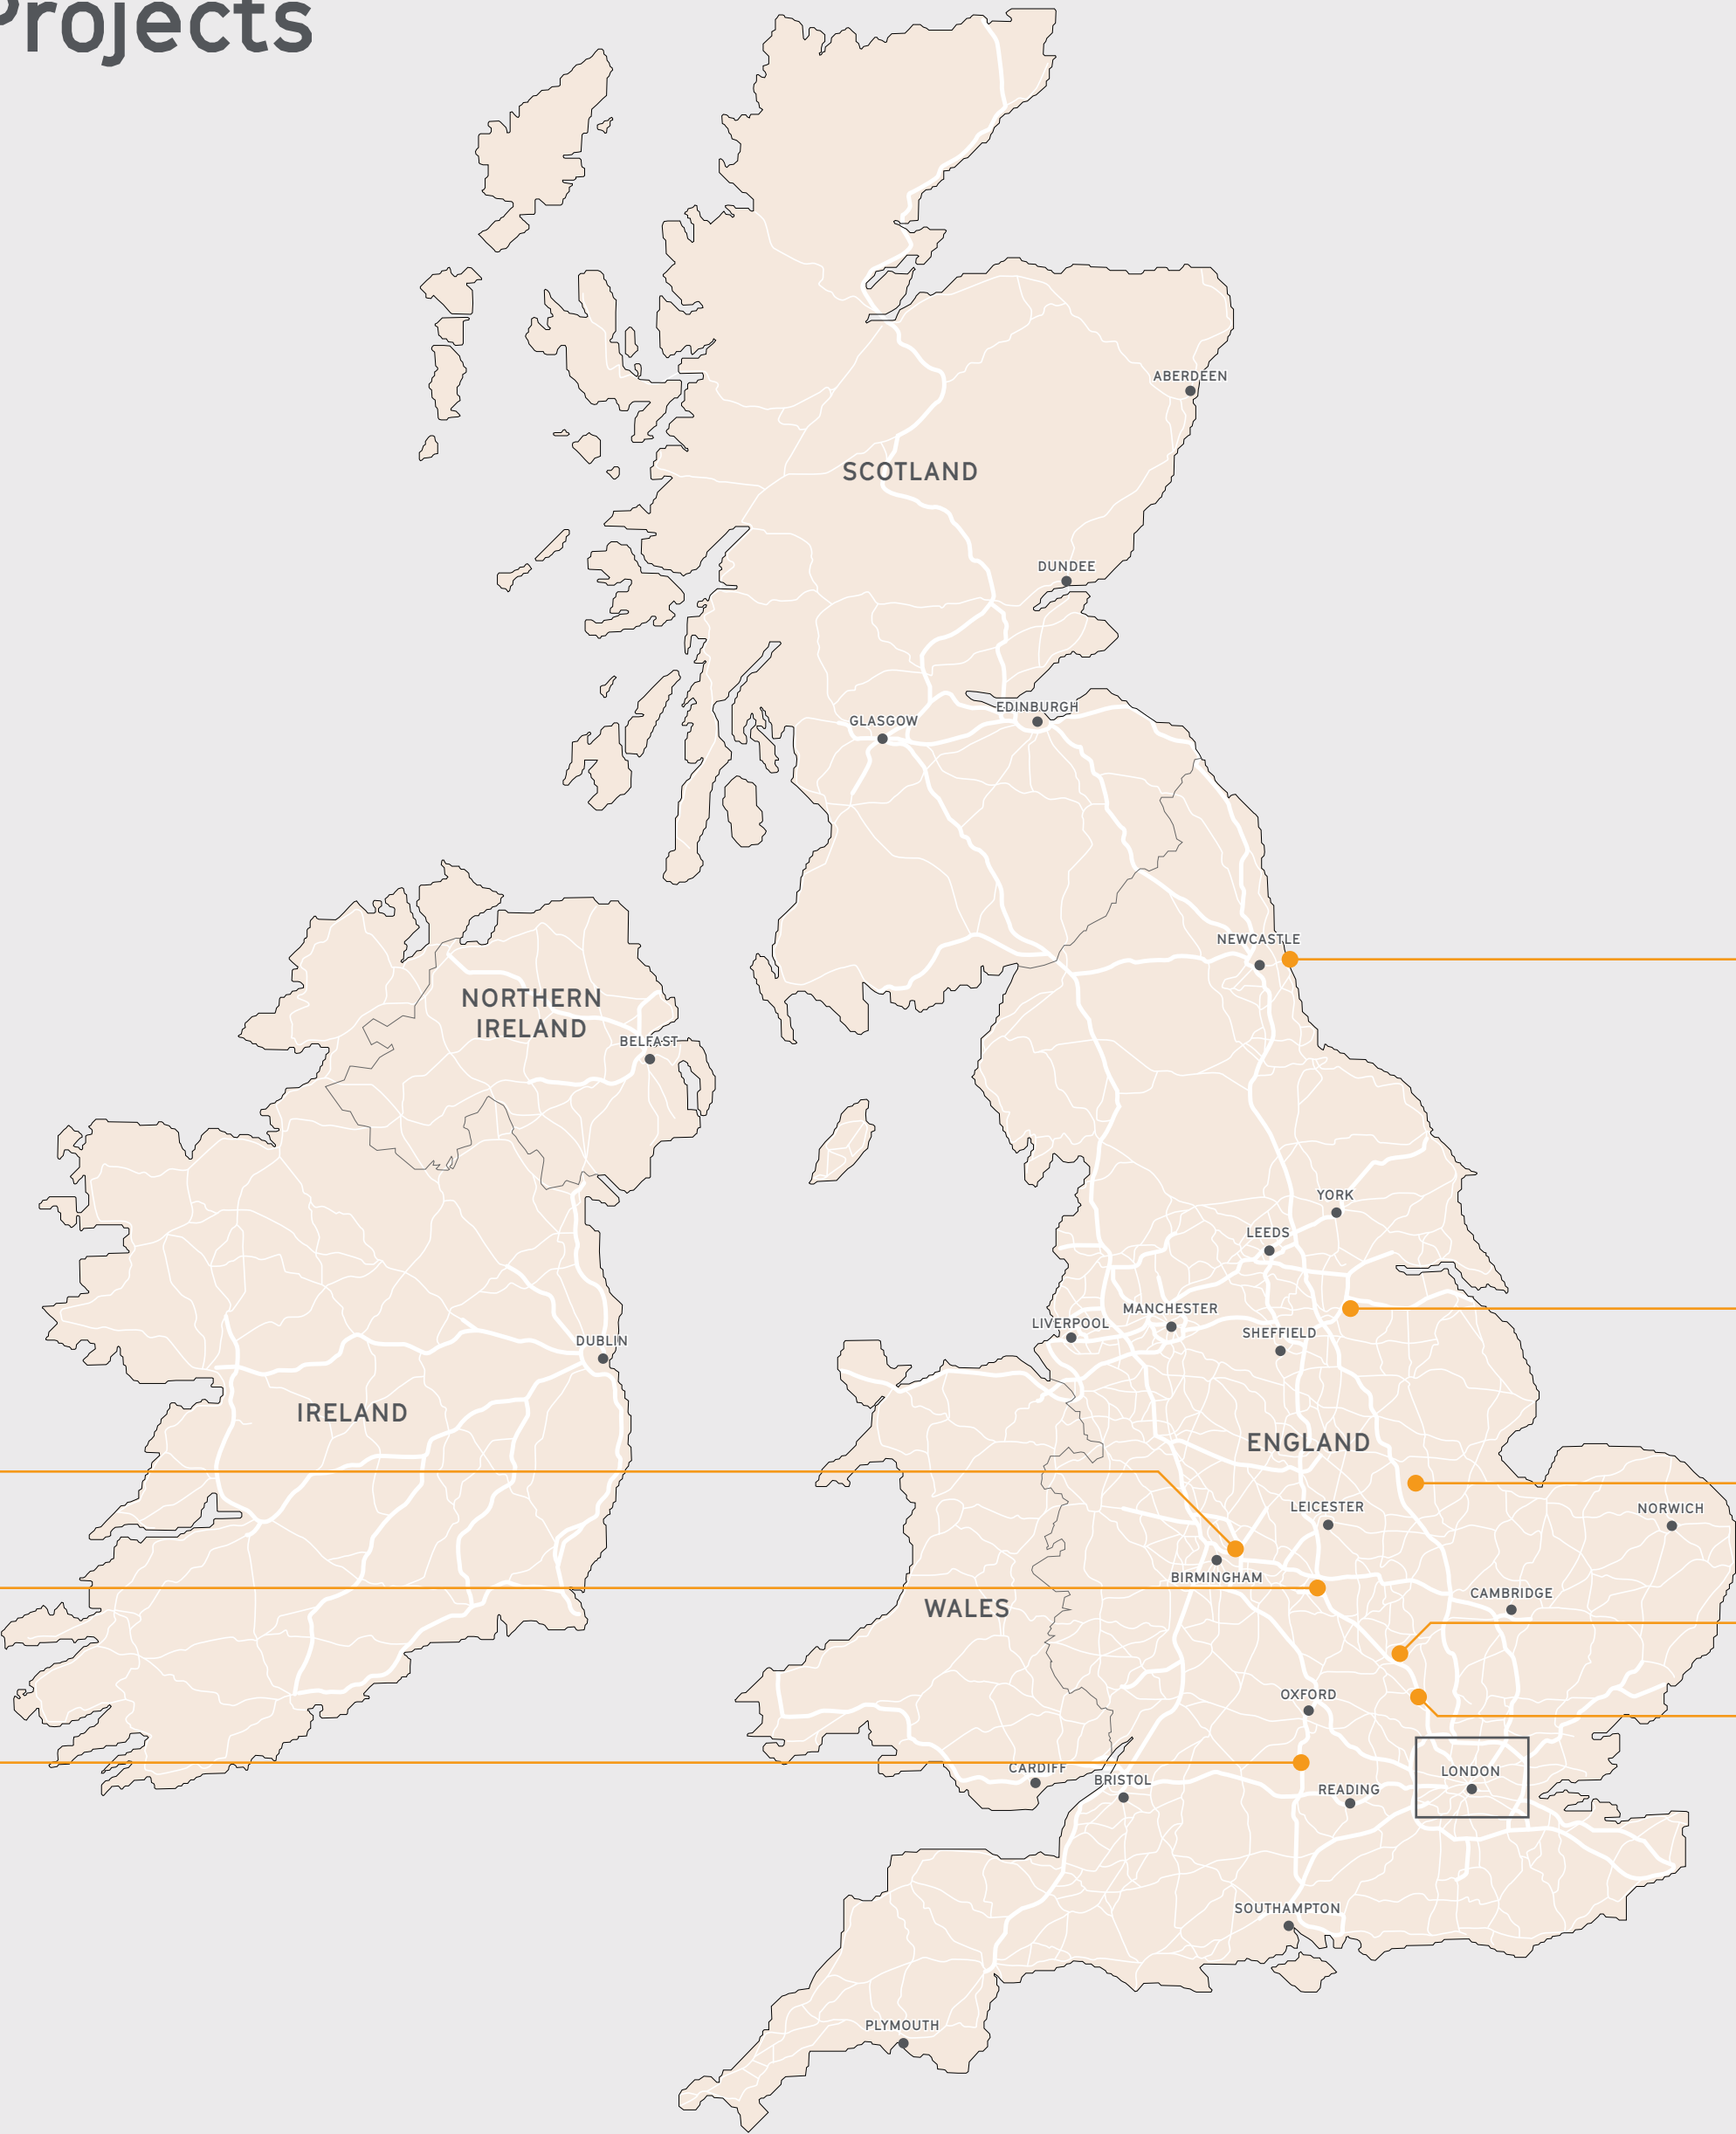 Projects
ABERDEEN
SCOTLAND
DUNDEE
EDINBURGH
GLASGOW
NEWCASTLE
NORTHERN
IRELAND
BELFAST
YORK
LEEDS
MANCHESTER
LIVERPOOL
SHEFFIELD
DUBLIN
IRELAND
ENGLAND
LEICESTER
NORWICH
BIRMINGHAM
CAMBRIDGE
WALES
OXFORD
CARDIFF
BRISTOL
READING
LONDON
SOUTHAMPTON
PLYMOUTH